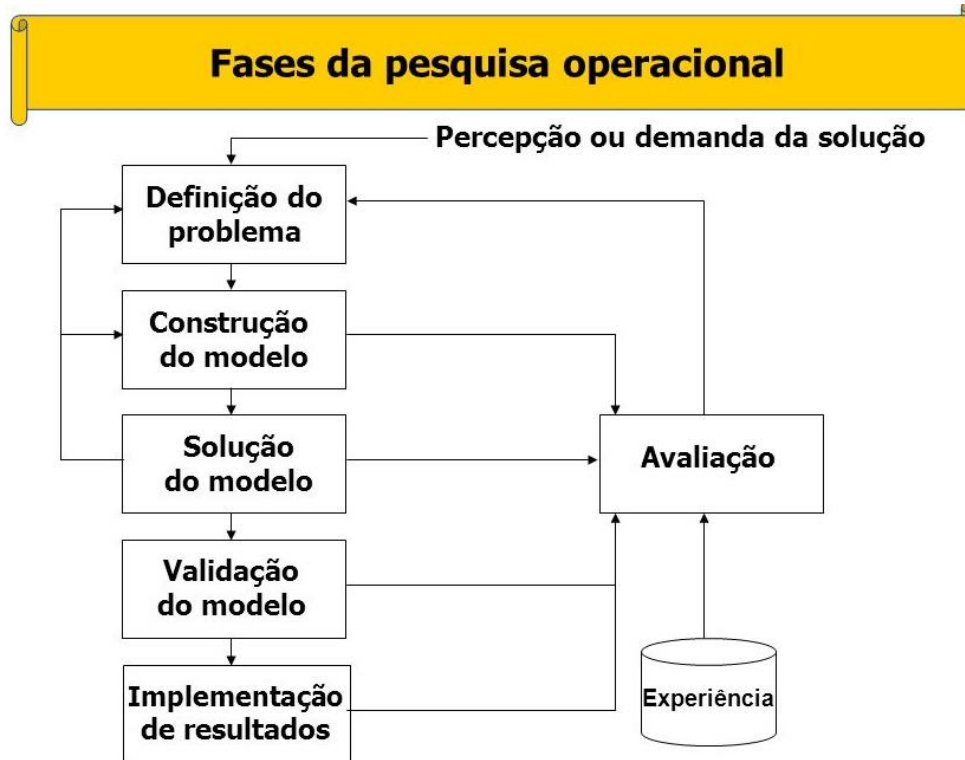 Fases da pesquisa operacional
Percepção ou demanda da solução
Definição do
problema
Construção
do modelo
Solução
do modelo
Avaliação
Validação
do modelo
Implementação
de resultados
Experiência